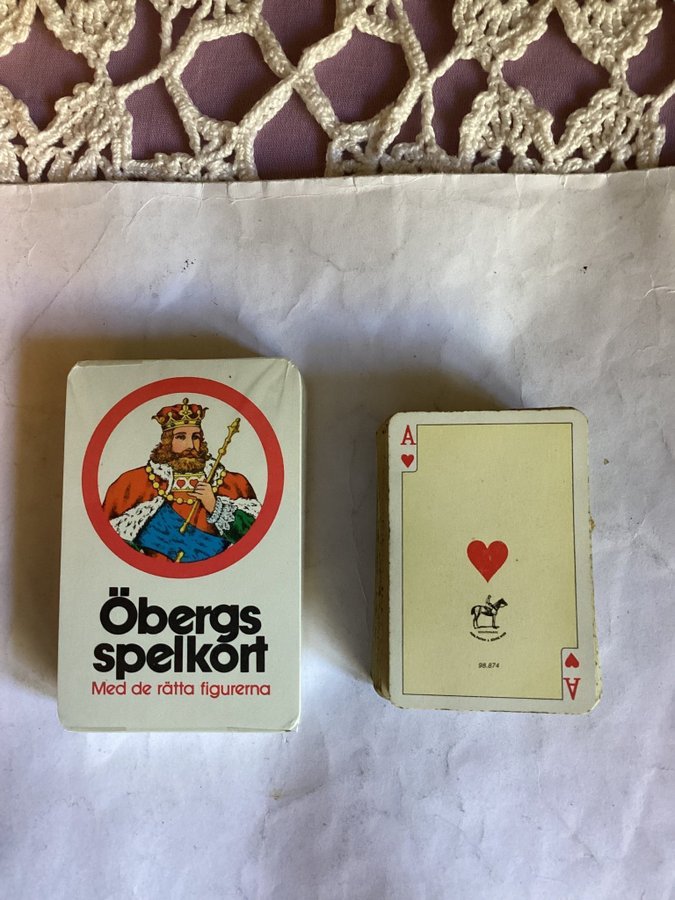 Öbergs
spelkort
Med de rätta figurerna
A
98.874
A